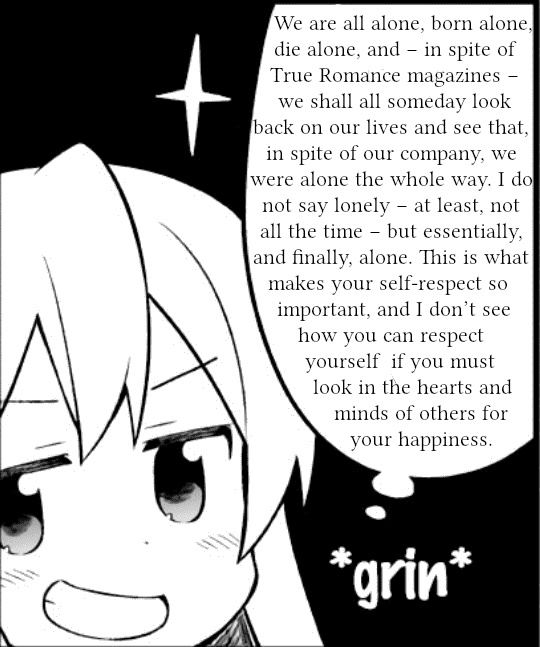 We are all alone, born alone,
die alone, and – in spite of
True Romance magazines –
we shall all someday look
back on our lives and see that,
in spite of our company, we
were alone the whole way. I do
not say lonely – at least, not
all the time – but essentially,
and finally, alone. This is what
makes your self-respect so
important, and I don't see
how you can respect
yourself if you must
look in the hearts and
minds of others for
your happiness.
*grin*